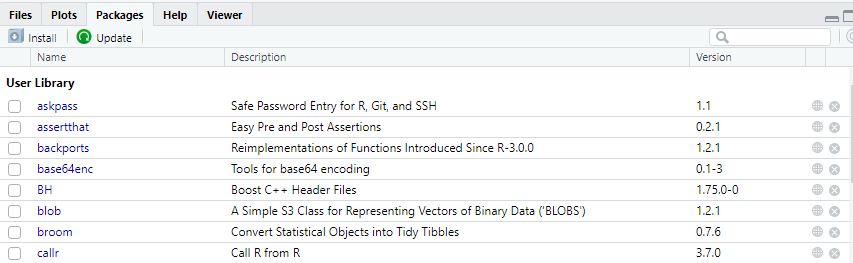 Files Plots Packages Help Viewer
Install Update
Name Description Version
User Library
askpass Safe Password Entry for R, Git, and SSH 1.1
assertthat Easy Pre and Post Assertions 0.2.1
backports Reimplementations of Functions Introduced Since R-3.0.0 1.2.1
base64enc Tools for base64 encoding 0.1-3
BH Boost C++ Header Files 1.75.0-0
blob A Simple S3 Class for Representing Vectors of Binary Data ('BLOBS') 1.2.1
broom Convert Statistical Objects into Tidy Tibbles 0.7.6
callr Call R from R 3.7.0